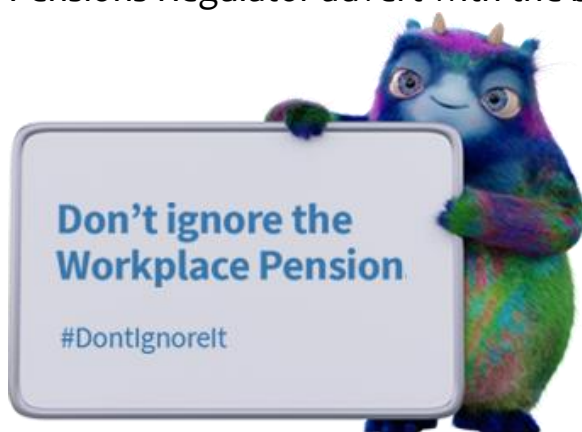 Pensions Regulator advert with the
Don't ignore the
Workplace Pension
#DontIgnoreIt